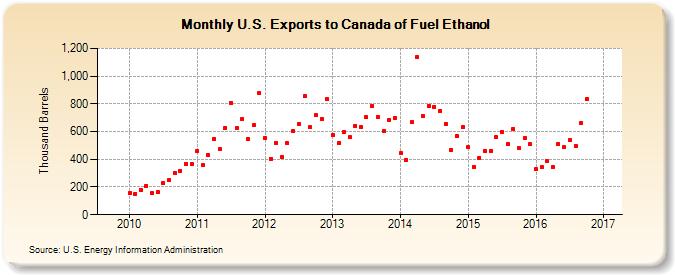 Monthly U.S. Exports to Canada of Fuel Ethanol
Thousand Barrels
1,200
1,000
800
600
400
200
0
2010 2011 2012 2013 2014 2015 2016 2017
Source: U.S. Energy Information Administration